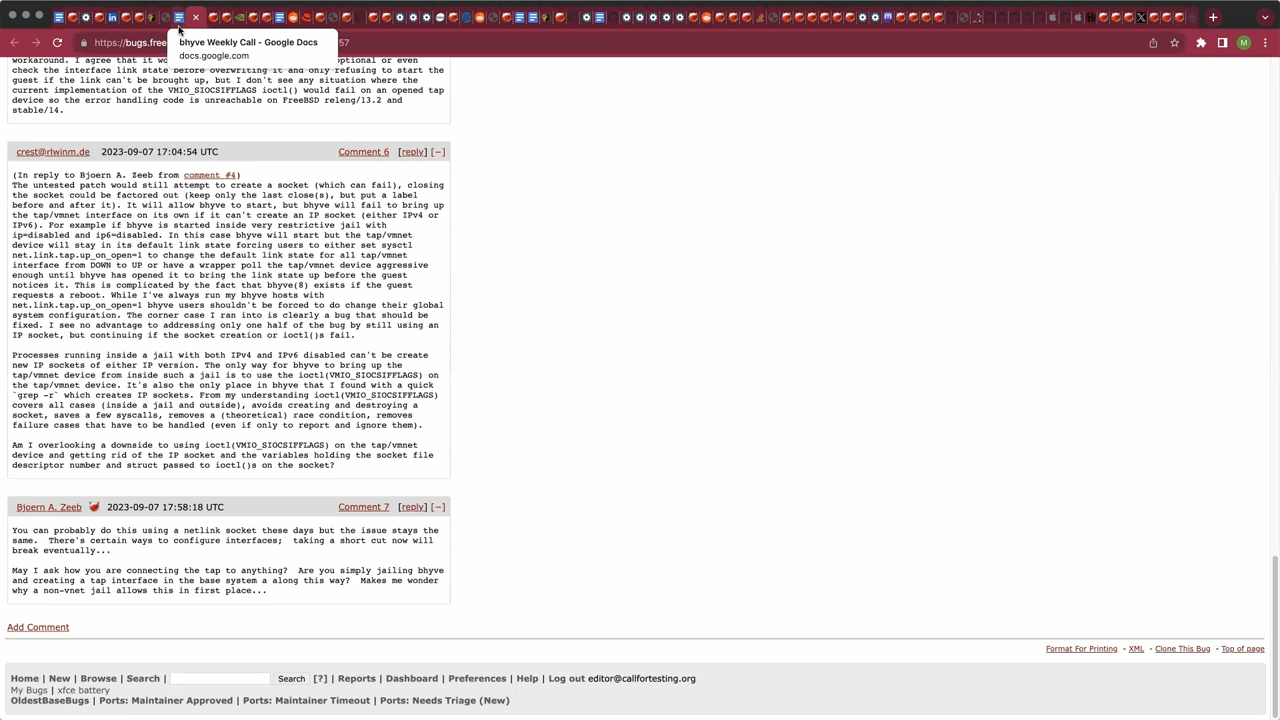 bhyve Weekly Call - Google Docs
docs.google.com
https://bugs.free
57
M
workaround. I agree that it wo
optional or even
check the interface link state before overwriting it and only refusing to start the
guest if the link can't be brought up, but I don't see any situation where the
current implementation of the VMIO_SIOCSIFFLAGS ioctl() would fail on an opened tap
device so the error handling code is unreachable on FreeBSD releng/13.2 and
stable/14.
crest@rlwinm.de 2023-09-07 17:04:54 UTC Comment 6 [reply] [−]
(In reply to Bjoern A. Zeeb from comment #4)
The untested patch would still attempt to create a socket (which can fail), closing
the socket could be factored out (keep only the last close(s), but put a label
before and after it). It will allow bhyve to start, but bhyve will fail to bring up
the tap/vmnet interface on its own if it can't create an IP socket (either IPv4 or
IPv6). For example if bhyve is started inside very restrictive jail with
ip=disabled and ip6=disabled. In this case bhyve will start but the tap/vmnet
device will stay in its default link state forcing users to either set sysctl
net.link.tap.up_on_open=1 to change the default link state for all tap/vmnet
interface from DOWN to UP or have a wrapper poll the tap/vmnet device aggressive
enough until bhyve has opened it to bring the link state up before the guest
notices it. This is complicated by the fact that bhyve(8) exists if the guest
requests a reboot. While I've always run my bhyve hosts with
net.link.tap.up_on_open=1 bhyve users shouldn't be forced to do change their global
system configuration. The corner case I ran into is clearly a bug that should be
fixed. I see no advantage to addressing only one half of the bug by still using an
IP socket, but continuing if the socket creation or ioctl()s fail.
Processes running inside a jail with both IPv4 and IPv6 disabled can't be create
new IP sockets of either IP version. The only way for bhyve to bring up the
tap/vmnet device from inside such a jail is to use the ioctl(VMIO_SIOCSIFFLAGS) on
the tap/vmnet device. It's also the only place in bhyve that I found with a quick
`grep -r` which creates IP sockets. From my understanding ioctl(VMIO_SIOCSIFFLAGS)
covers all cases (inside a jail and outside), avoids creating and destroying a
socket, saves a few syscalls, removes a (theoretical) race condition, removes
failure cases that have to be handled (even if only to report and ignore them).
Am I overlooking a downside to using ioctl(VMIO_SIOCSIFFLAGS) on the tap/vmnet
device and getting rid of the IP socket and the variables holding the socket file
descriptor number and struct passed to ioctl()s on the socket?
Bjoern A. Zeeb 2023-09-07 17:58:18 UTC Comment 7 [reply] [−]
You can probably do this using a netlink socket these days but the issue stays the
same. There's certain ways to configure interfaces; taking a short cut now will
break eventually...
May I ask how you are connecting the tap to anything? Are you simply jailing bhyve
and creating a tap interface in the base system a along this way? Makes me wonder
why a non-vnet jail allows this in first place...
Add Comment
Format For Printing - XML - Clone This Bug - Top of page
Home | New | Browse | Search | Search [?] | Reports | Dashboard | Preferences | Help | Log out editor@callfortesting.org
My Bugs | xfce battery
OldestBaseBugs | Ports: Maintainer Approved | Ports: Maintainer Timeout | Ports: Needs Triage (New)